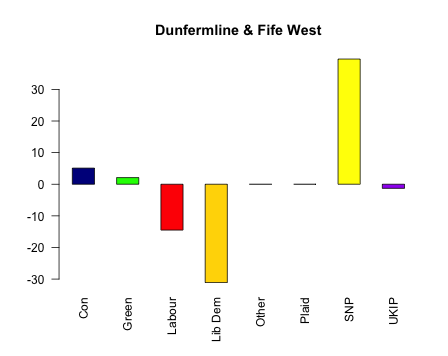 Dunfermline & Fife West
30
20
10
0
-10
-20
-30
Con
Green
Labour
Lib Dem
Other
Plaid
SNP
UKIP